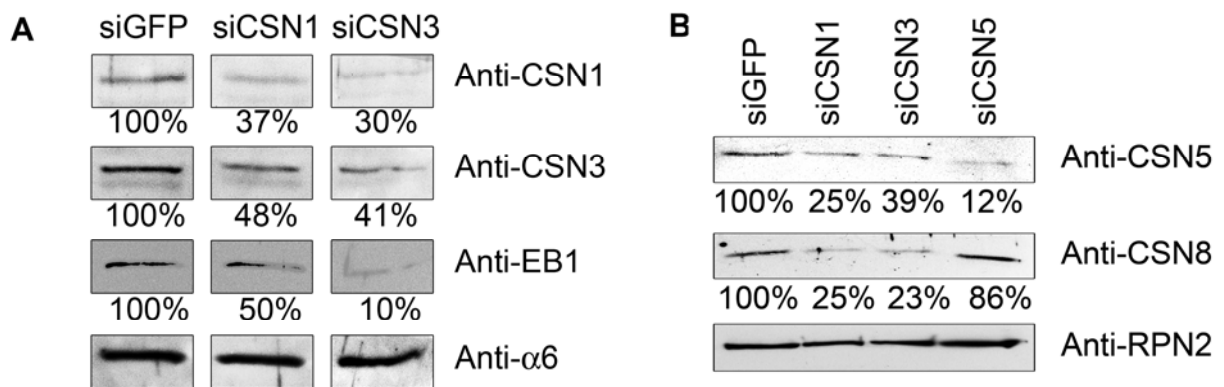 A
siGFP siCSN1 siCSN3
Anti-CSN1
100% 37% 30%
Anti-CSN3
100% 48% 41%
Anti-EB1
100% 50% 10%
Anti-α6
B
siGFP siCSN1 siCSN3 siCSN5
Anti-CSN5
100% 25% 39% 12%
Anti-CSN8
100% 25% 23% 86%
Anti-RPN2